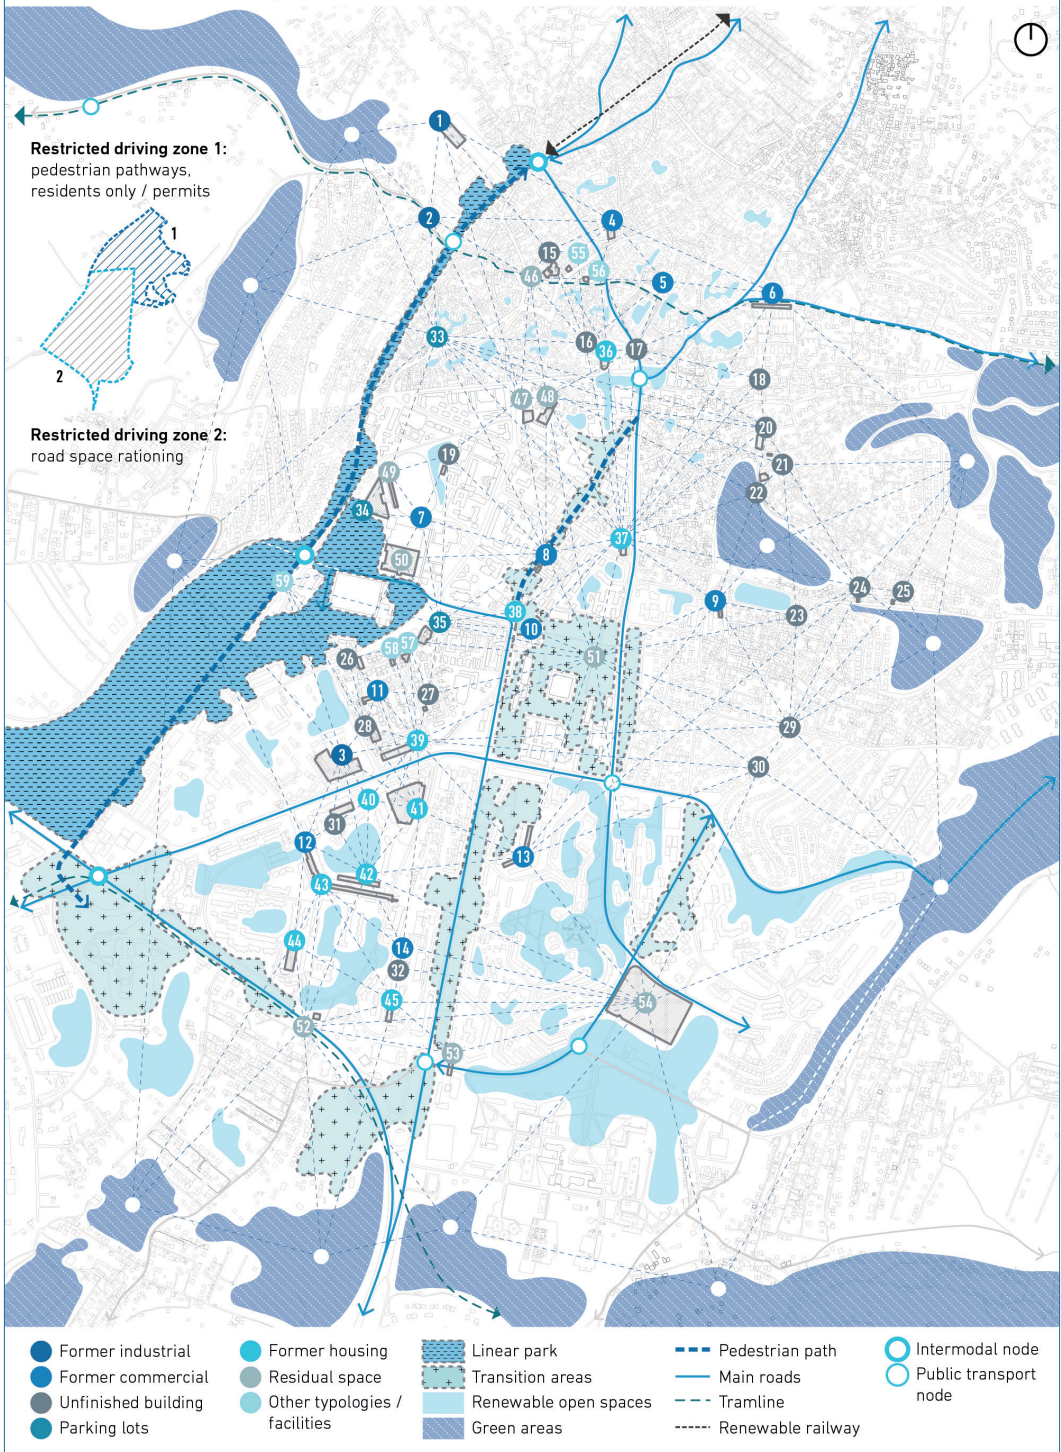 1
Restricted driving zone 1:
pedestrian pathways,
residents only / permits
2
4
1
15
55
46
56
5
6
33
16
36
17
2
18
47
48
Restricted driving zone 2:
road space rationing
20
19
21
49
22
34
7
37
8
50
59
24
25
9
38
23
35
10
58
57
51
26
11
27
28
29
39
3
30
40
41
31
12
13
42
43
44
14
32
45
54
52
53
Former industrial
Former commercial
Unfinished building
Parking lots
Former housing
Residual space
Other typologies /
facilities
Linear park
Transition areas
Renewable open spaces
Green areas
Pedestrian path
Main roads
Tramline
Renewable railway
Intermodal node
Public transport
node